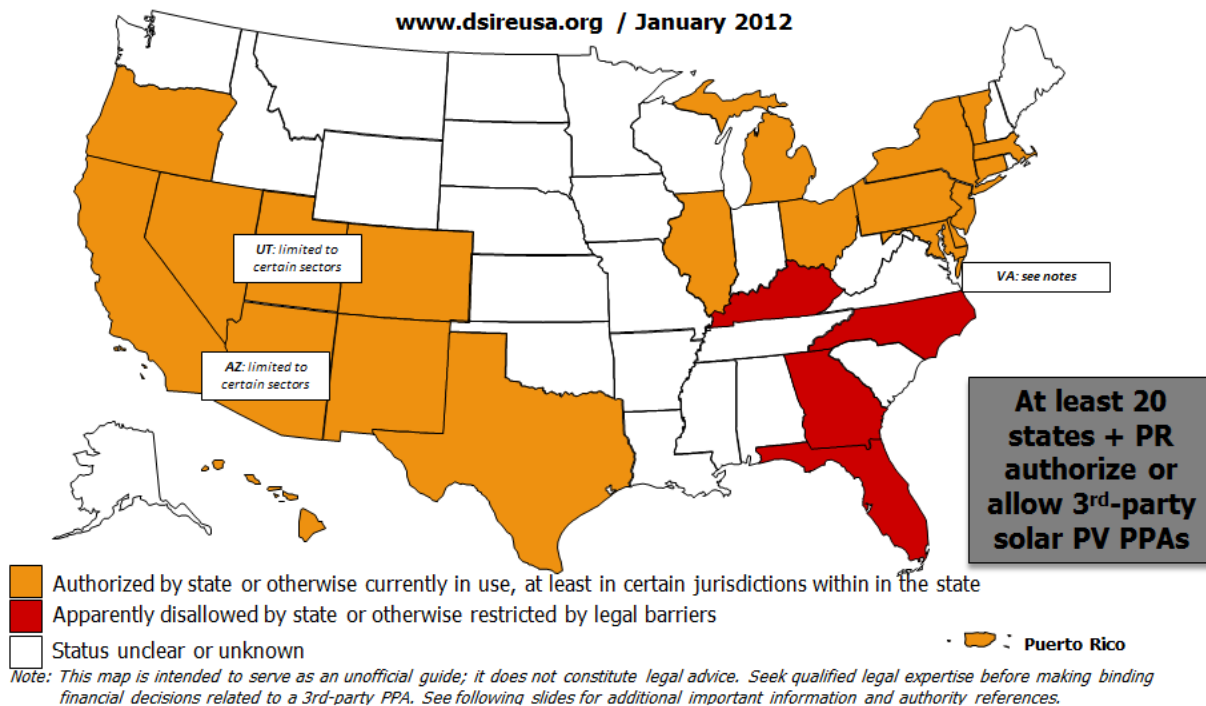 www.dsireusa.org / January 2012
UT: limited to
certain sectors
VA: see notes
AZ: limited to
certain sectors
At least 20
states + PR
authorize or
allow 3rd-party
solar PV PPAs
Authorized by state or otherwise currently in use, at least in certain jurisdictions within in the state
Apparently disallowed by state or otherwise restricted by legal barriers
Status unclear or unknown
Puerto Rico
Note: This map is intended to serve as an unofficial guide; it does not constitute legal advice. Seek qualified legal expertise before making binding
financial decisions related to a 3rd-party PPA. See following slides for additional important information and authority references.